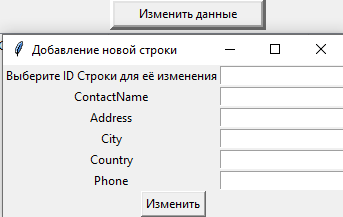 Изменить данные
Добавление новой строки
Выберите ID Строки для её изменения
ContactName
Address
City
Country
Phone
Изменить